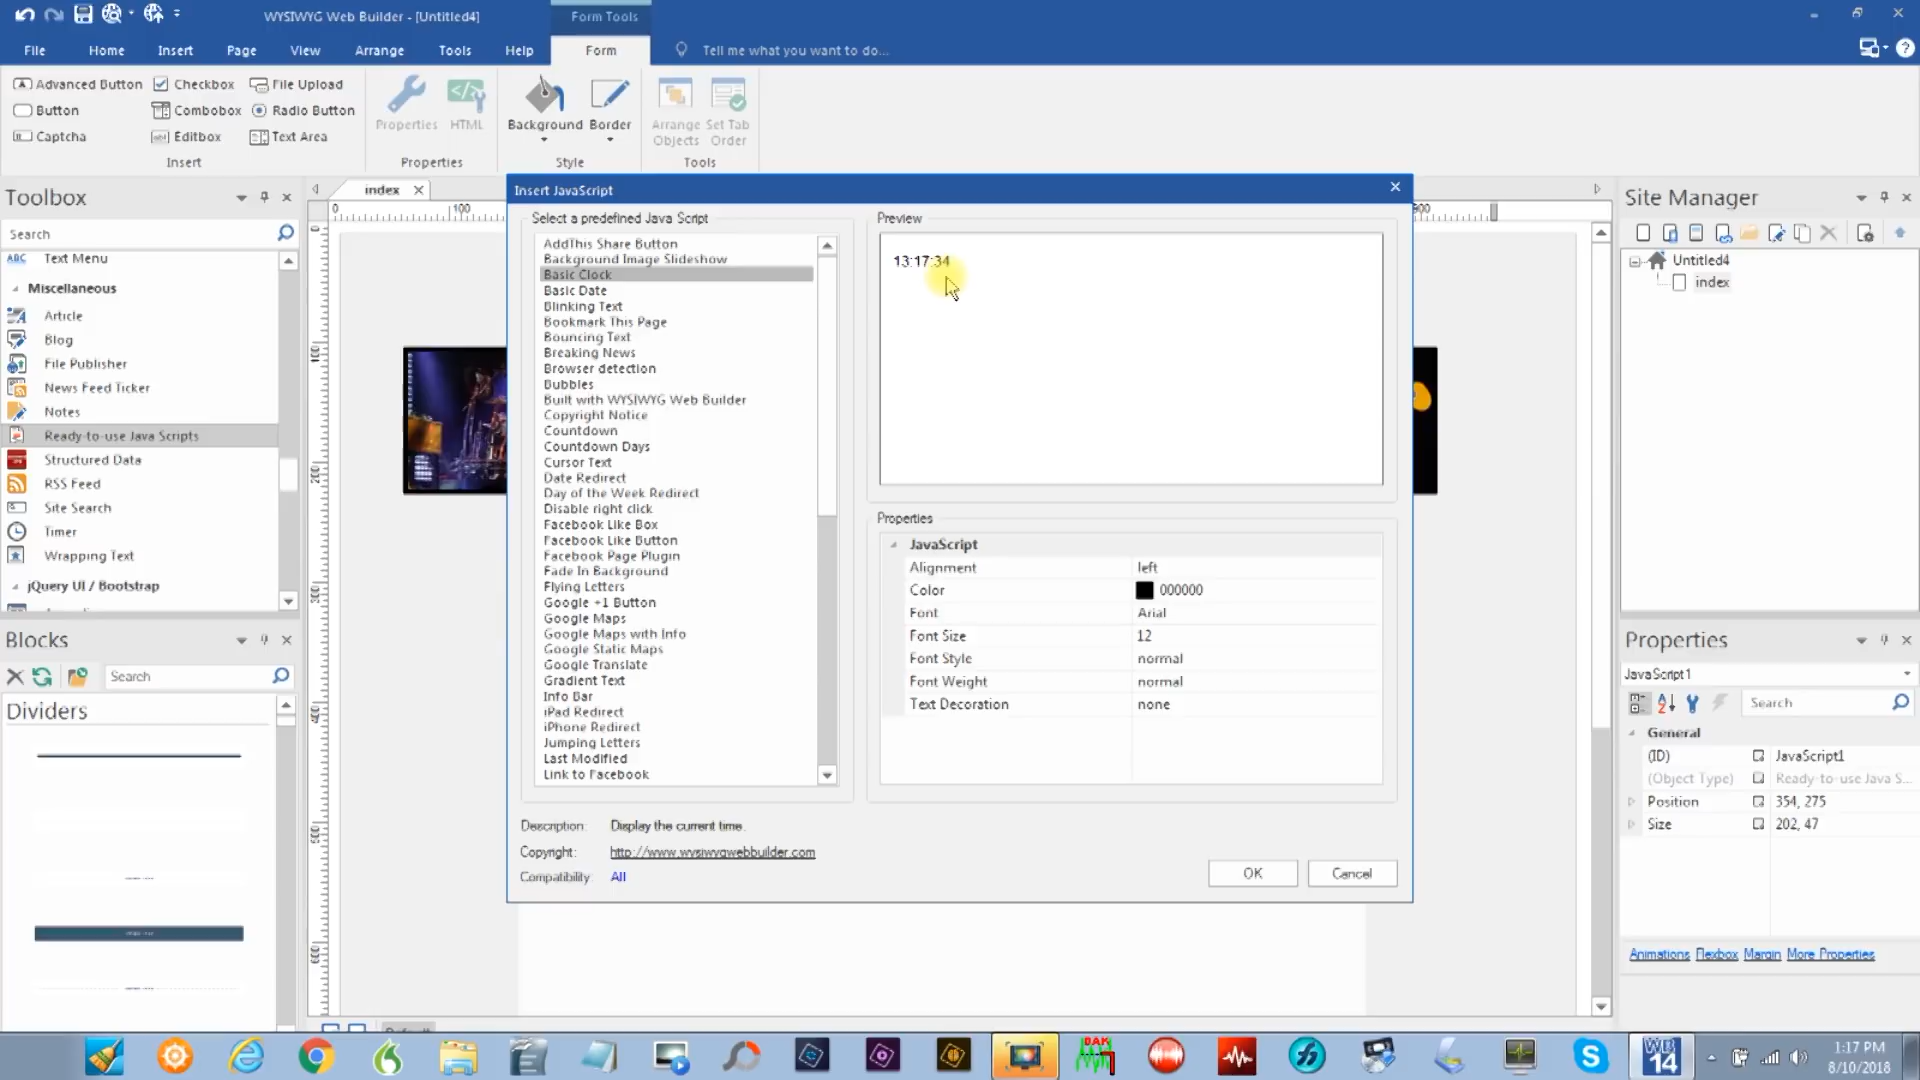 WYSIWYG Web Builder - [Untitled4]
Form Tools
File Home Insert Page View Arrange Tools Help Form Tell me what you want to do...
Advanced Button Checkbox File Upload
Button Combobox Radio Button
Captcha Editbox Text Area
Insert
Properties HTML
Properties
Background Border
Style
Arrange Objects Set Tab Order
Tools
Toolbox
Search
ABC Text Menu
Miscellaneous
Article
Blog
File Publisher
News Feed Ticker
Notes
Ready-to-use Java Scripts
Structured Data
RSS Feed
Site Search
Timer
Wrapping Text
jQuery UI / Bootstrap
Blocks
Search
Dividers
index
0 100
Insert JavaScript
Select a predefined Java Script
AddThis Share Button
Background Image Slideshow
Basic Clock
Basic Date
Blinking Text
Bookmark This Page
Bouncing Text
Breaking News
Browser detection
Bubbles
Built with WYSIWYG Web Builder
Copyright Notice
Countdown
Countdown Days
Cursor Text
Date Redirect
Day of the Week Redirect
Disable right click
Facebook Like Box
Facebook Like Button
Facebook Page Plugin
Fade In Background
Flying Letters
Google +1 Button
Google Maps
Google Maps with Info
Google Static Maps
Google Translate
Gradient Text
Info Bar
iPad Redirect
iPhone Redirect
Jumping Letters
Last Modified
Link to Facebook
Preview
13:17:34
Properties
JavaScript
Alignment left
Color 000000
Font Arial
Font Size 12
Font Style normal
Font Weight normal
Text Decoration none
Description: Display the current time.
Copyright: http://www.wysiwygwebbuilder.com
Compatibility: All
OK Cancel
Site Manager
Untitled4
index
Properties
JavaScript1
Search
General
(ID) JavaScript1
(Object Type) Ready-to-use Java S...
Position 354, 275
Size 202, 47
Animations Flexbox Margin More Properties
DAK
WB 14
1:17 PM
8/10/2018